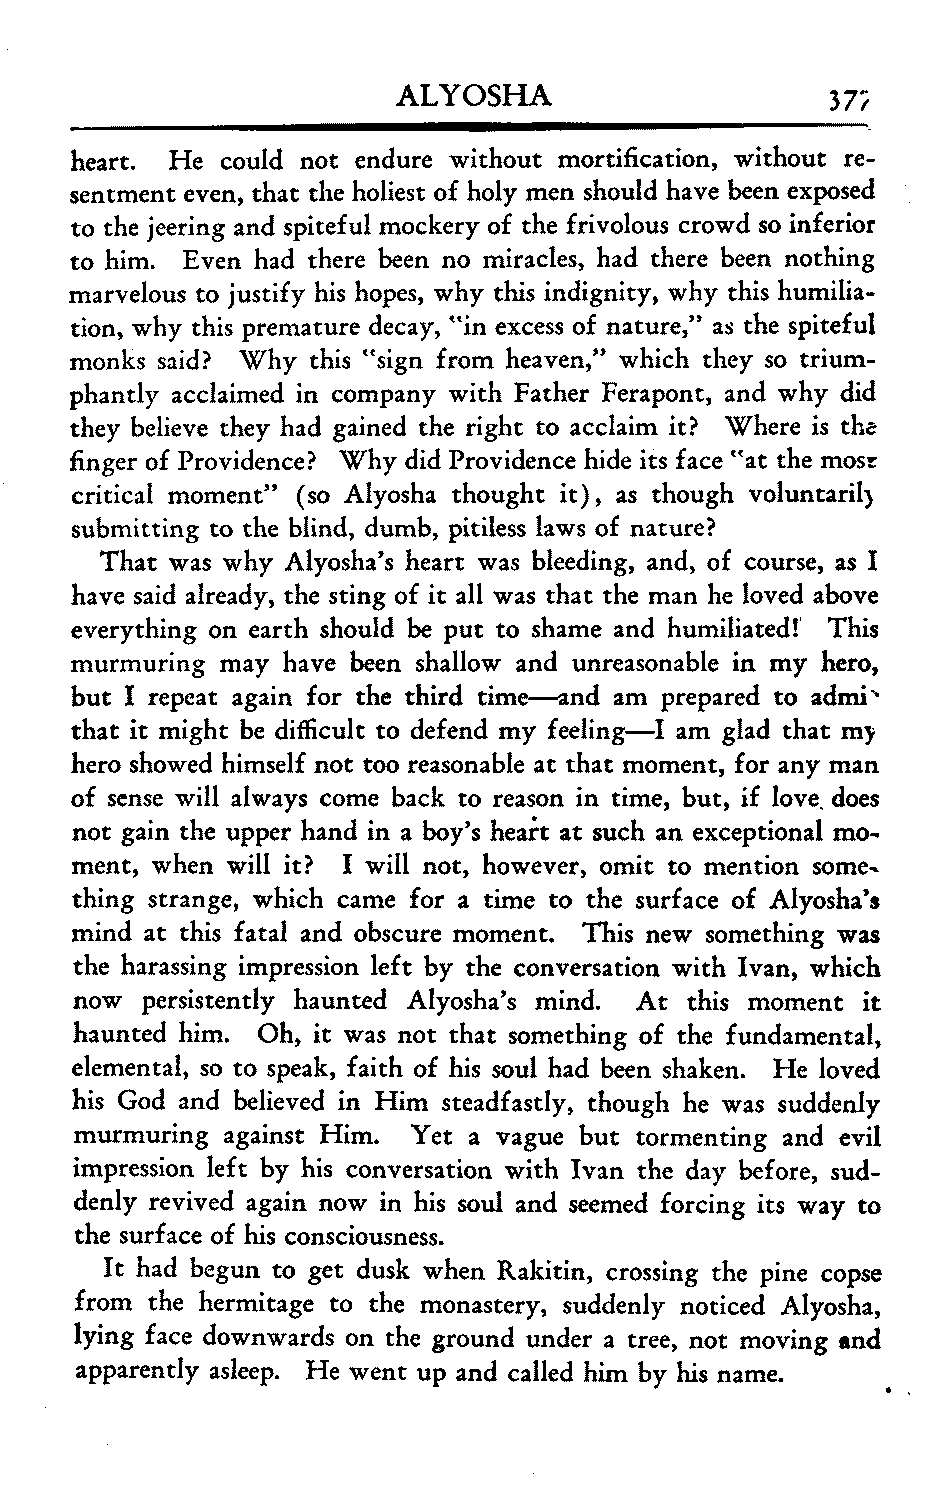 ALYOSHA 377
heart. He could not endure without mortification, without re-
sentment even, that the holiest of holy men should have been exposed
to the jeering and spiteful mockery of the frivolous crowd so inferior
to him. Even had there been no miracles, had there been nothing
marvelous to justify his hopes, why this indignity, why this humilia-
tion, why this premature decay, "in excess of nature," as the spiteful
monks said? Why this "sign from heaven," which they so trium-
phantly acclaimed in company with Father Ferapont, and why did
they believe they had gained the right to acclaim it? Where is the
finger of Providence? Why did Providence hide its face "at the most
critical moment" (so Alyosha thought it), as though voluntarily
submitting to the blind, dumb, pitiless laws of nature?
That was why Alyosha's heart was bleeding, and, of course, as I
have said already, the sting of it all was that the man he loved above
everything on earth should be put to shame and humiliated! This
murmuring may have been shallow and unreasonable in my hero,
but I repeat again for the third time—and am prepared to admit
that it might be difficult to defend my feeling—I am glad that my
hero showed himself not too reasonable at that moment, for any man
of sense will always come back to reason in time, but, if love does
not gain the upper hand in a boy's heart at such an exceptional mo-
ment, when will it? I will not, however, omit to mention some-
thing strange, which came for a time to the surface of Alyosha's
mind at this fatal and obscure moment. This new something was
the harassing impression left by the conversation with Ivan, which
now persistently haunted Alyosha's mind. At this moment it
haunted him. Oh, it was not that something of the fundamental,
elemental, so to speak, faith of his soul had been shaken. He loved
his God and believed in Him steadfastly, though he was suddenly
murmuring against Him. Yet a vague but tormenting and evil
impression left by his conversation with Ivan the day before, sud-
denly revived again now in his soul and seemed forcing its way to
the surface of his consciousness.
It had begun to get dusk when Rakitin, crossing the pine copse
from the hermitage to the monastery, suddenly noticed Alyosha,
lying face downwards on the ground under a tree, not moving and
apparently asleep. He went up and called him by his name.